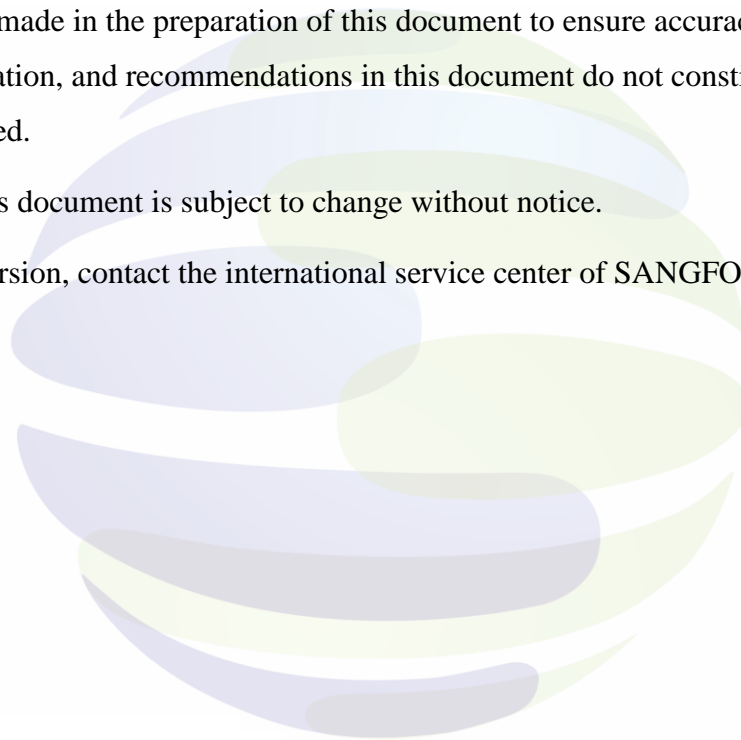 made in the preparation of this document to ensure accurac
ation, and recommendations in this document do not consti
ed.
s document is subject to change without notice.
rsion, contact the international service center of SANGFO